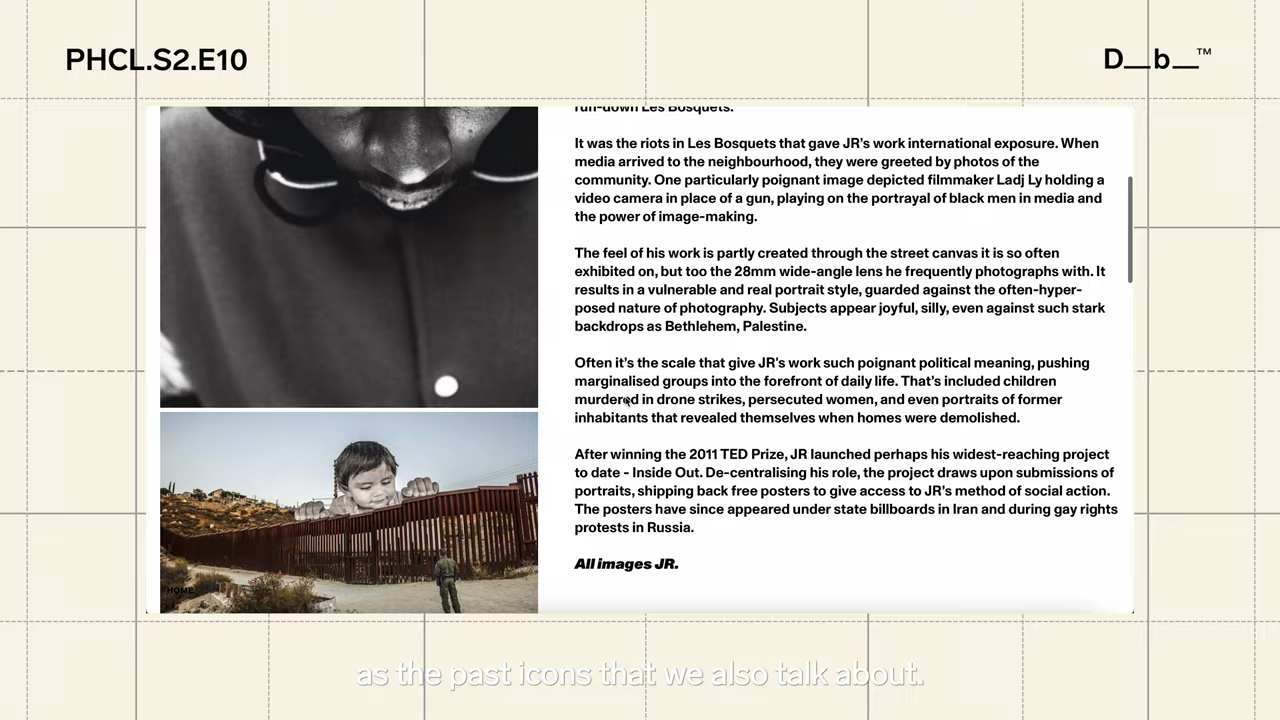 PHCL.S2.E10
D__b__™
run-down Les Bosquets.
It was the riots in Les Bosquets that gave JR's work international exposure. When
media arrived to the neighbourhood, they were greeted by photos of the
community. One particularly poignant image depicted filmmaker Ladj Ly holding a
video camera in place of a gun, playing on the portrayal of black men in media and
the power of image-making.
The feel of his work is partly created through the street canvas it is so often
exhibited on, but too the 28mm wide-angle lens he frequently photographs with. It
results in a vulnerable and real portrait style, guarded against the often-hyper-
posed nature of photography. Subjects appear joyful, silly, even against such stark
backdrops as Bethlehem, Palestine.
Often it's the scale that give JR's work such poignant political meaning, pushing
marginalised groups into the forefront of daily life. That's included children
murdered in drone strikes, persecuted women, and even portraits of former
inhabitants that revealed themselves when homes were demolished.
After winning the 2011 TED Prize, JR launched perhaps his widest-reaching project
to date - Inside Out. De-centralising his role, the project draws upon submissions of
portraits, shipping back free posters to give access to JR's method of social action.
The posters have since appeared under state billboards in Iran and during gay rights
protests in Russia.
All images JR.
HOME
as the past icons that we also talk about.